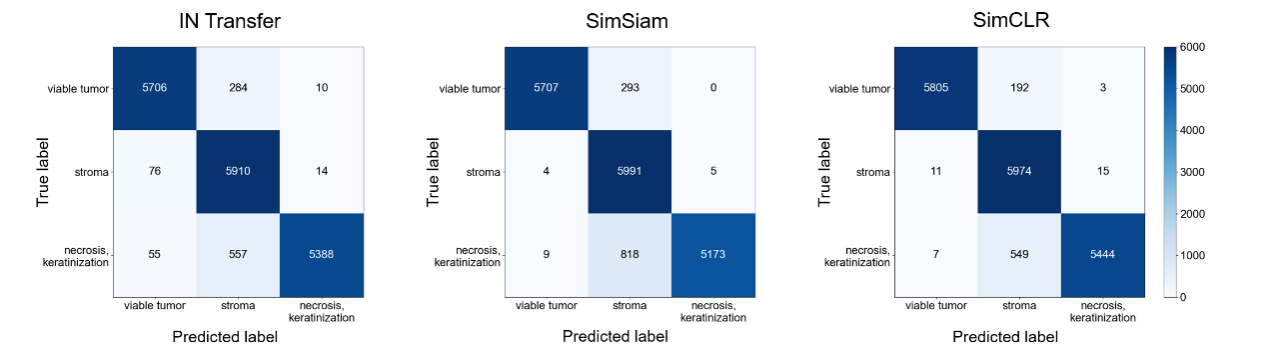 IN Transfer
SimSiam
SimCLR
True label
viable tumor
5706 284 10
stroma
76 5910 14
necrosis,
keratinization
55 557 5388
viable tumor stroma necrosis,
keratinization
Predicted label
True label
viable tumor
5707 293 0
stroma
4 5991 5
necrosis,
keratinization
9 818 5173
viable tumor stroma necrosis,
keratinization
Predicted label
True label
viable tumor
5805 192 3
stroma
11 5974 15
necrosis,
keratinization
7 549 5444
viable tumor stroma necrosis,
keratinization
Predicted label
6000
5000
4000
3000
2000
1000
0